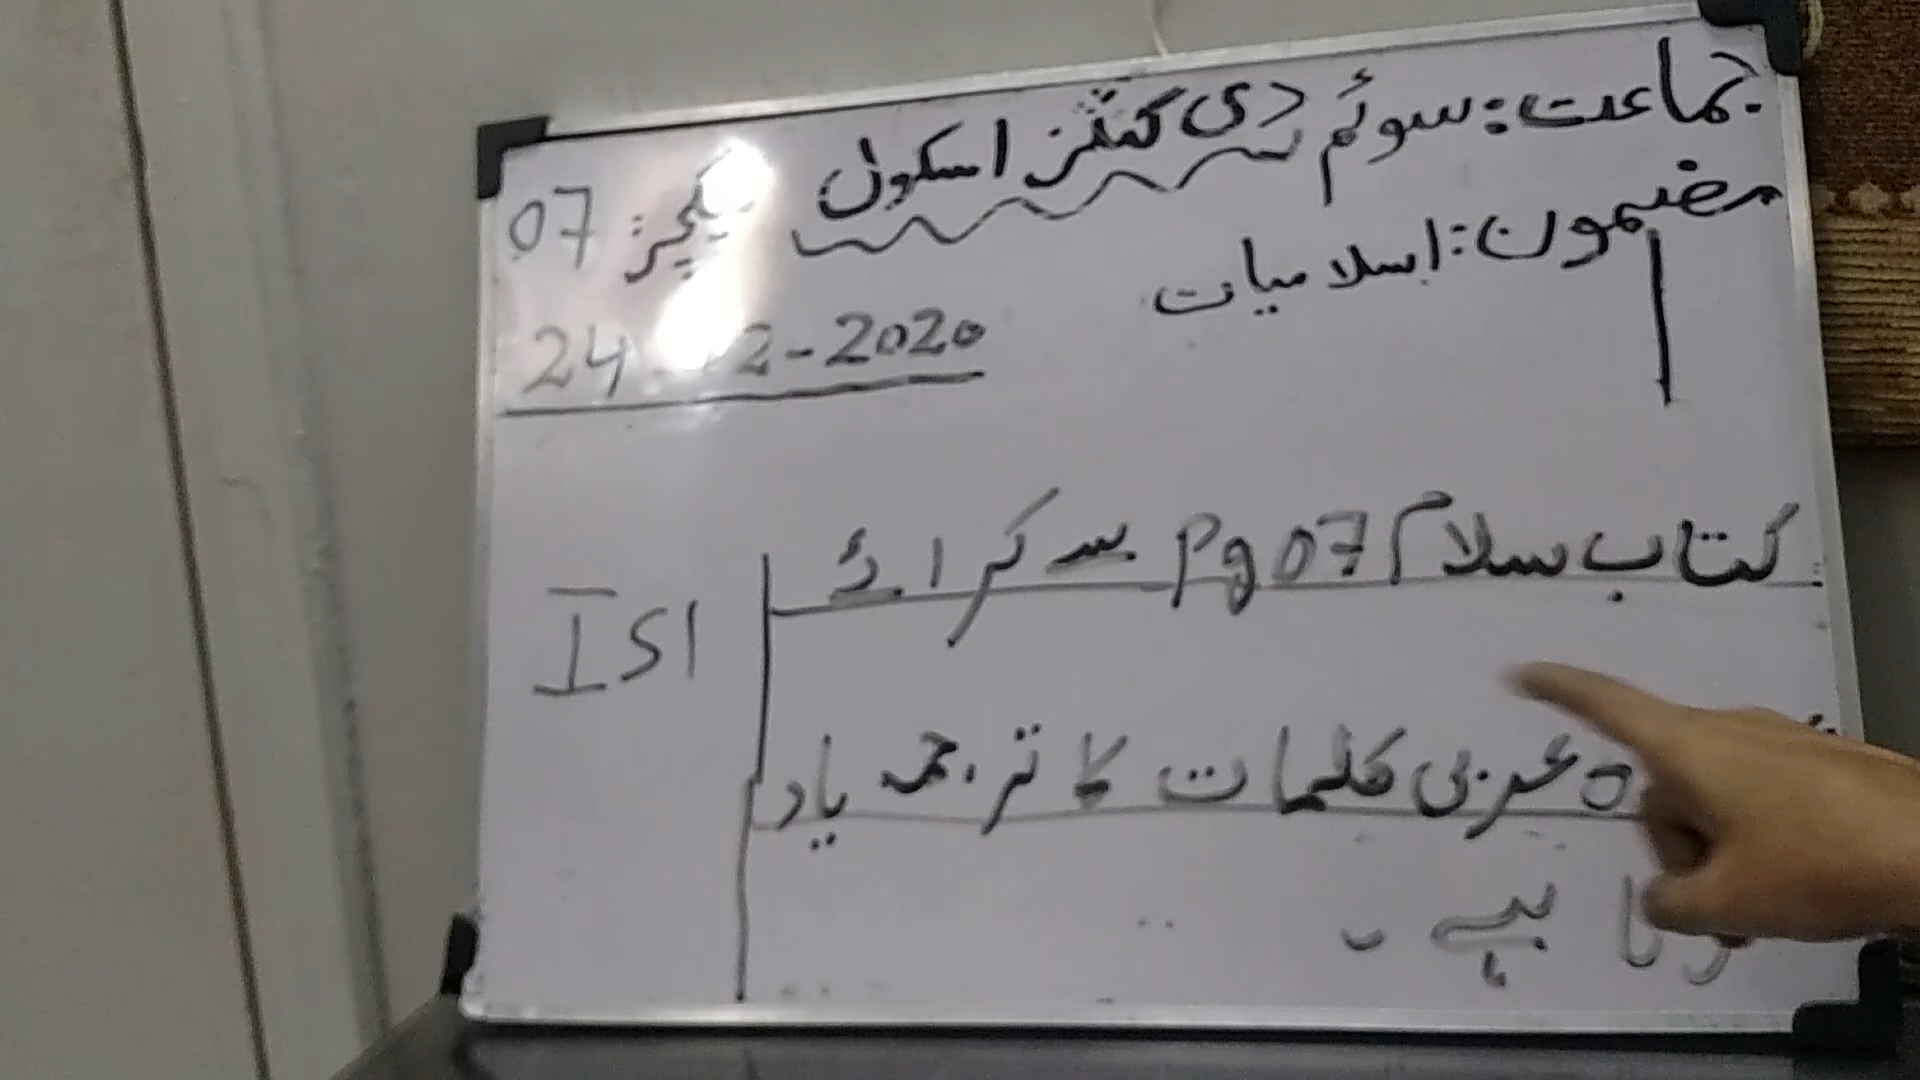 جماعت: سوئم دی کنگز اسکول لیکچر: 07
مضمون: اسلامیات
24 2-2020
کتاب سلام Pg 07 سے کرائے
عربی کلمات کا ترجمہ یاد
ہے ۔
ISl